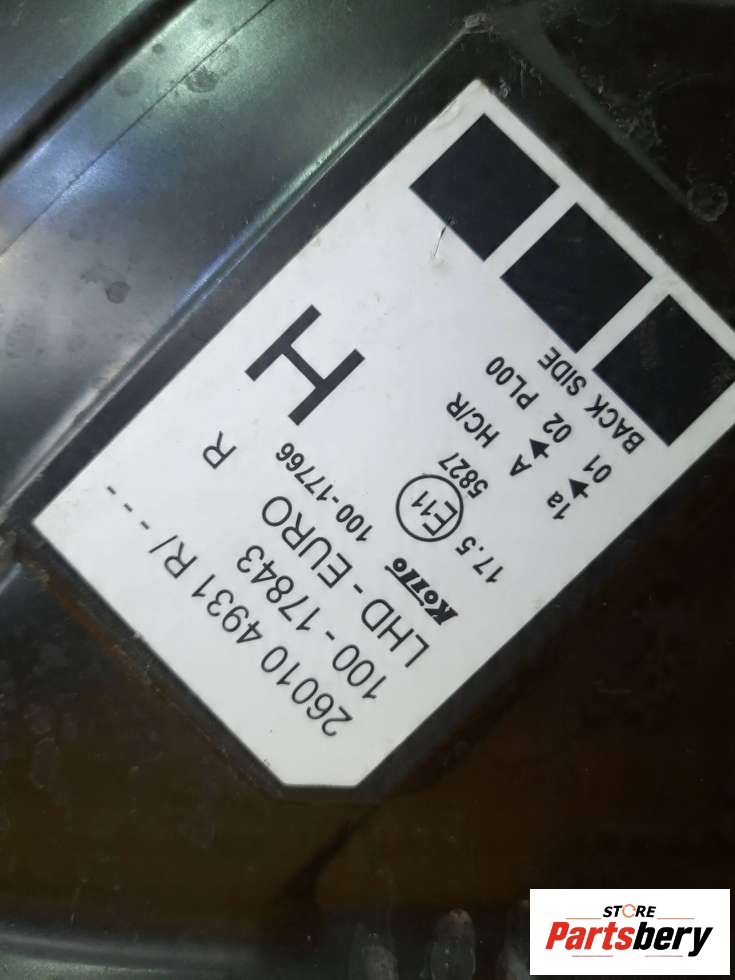 26010 4931 R/ - - -
100 - 17843
LHD - EURO R
KOITO 100-17766
H
17.5 E11 5827
A HC/R
1a
01 02 PL00
BACK SIDE
STORE
Partsbery